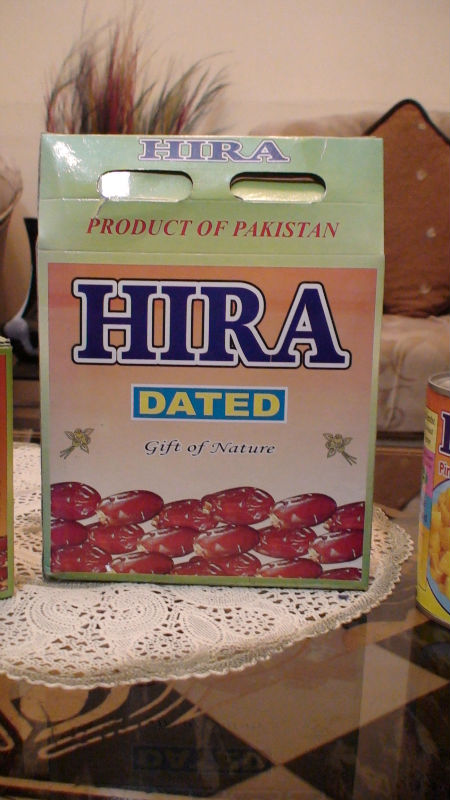 HIRA
PRODUCT OF PAKISTAN
HIRA
DATED
Gift of Nature